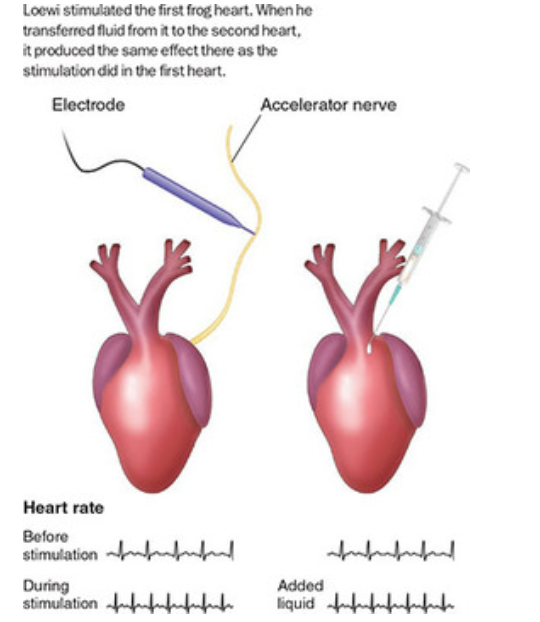 Loewi stimulated the first frog heart. When he
transferred fluid from it to the second heart,
it produced the same effect there as the
stimulation did in the first heart.
Electrode
Accelerator nerve
Heart rate
Before
stimulation
During
stimulation
Added
liquid